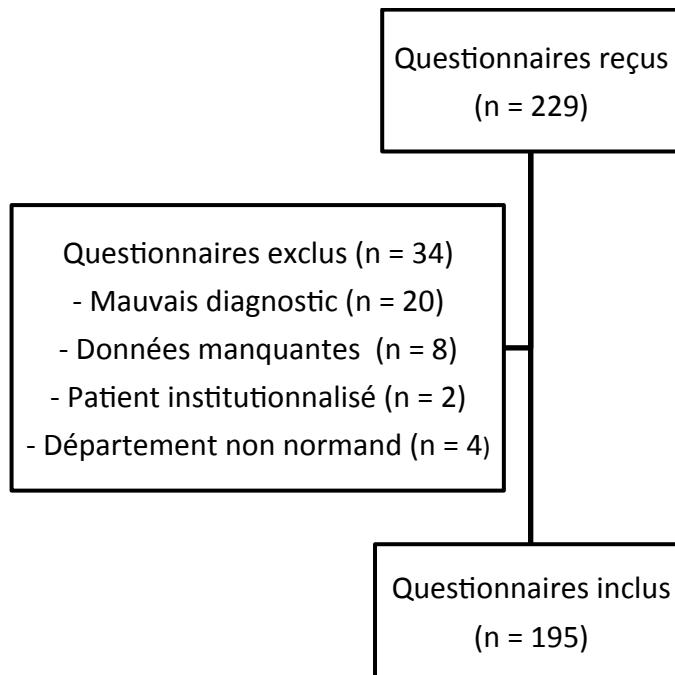 Questionnaires reçus
(n = 229)
Questionnaires exclus (n = 34)
- Mauvais diagnostic (n = 20)
- Données manquantes  (n = 8)
- Patient institutionnalisé (n = 2)
- Département non normand (n = 4)
Questionnaires inclus
(n = 195)